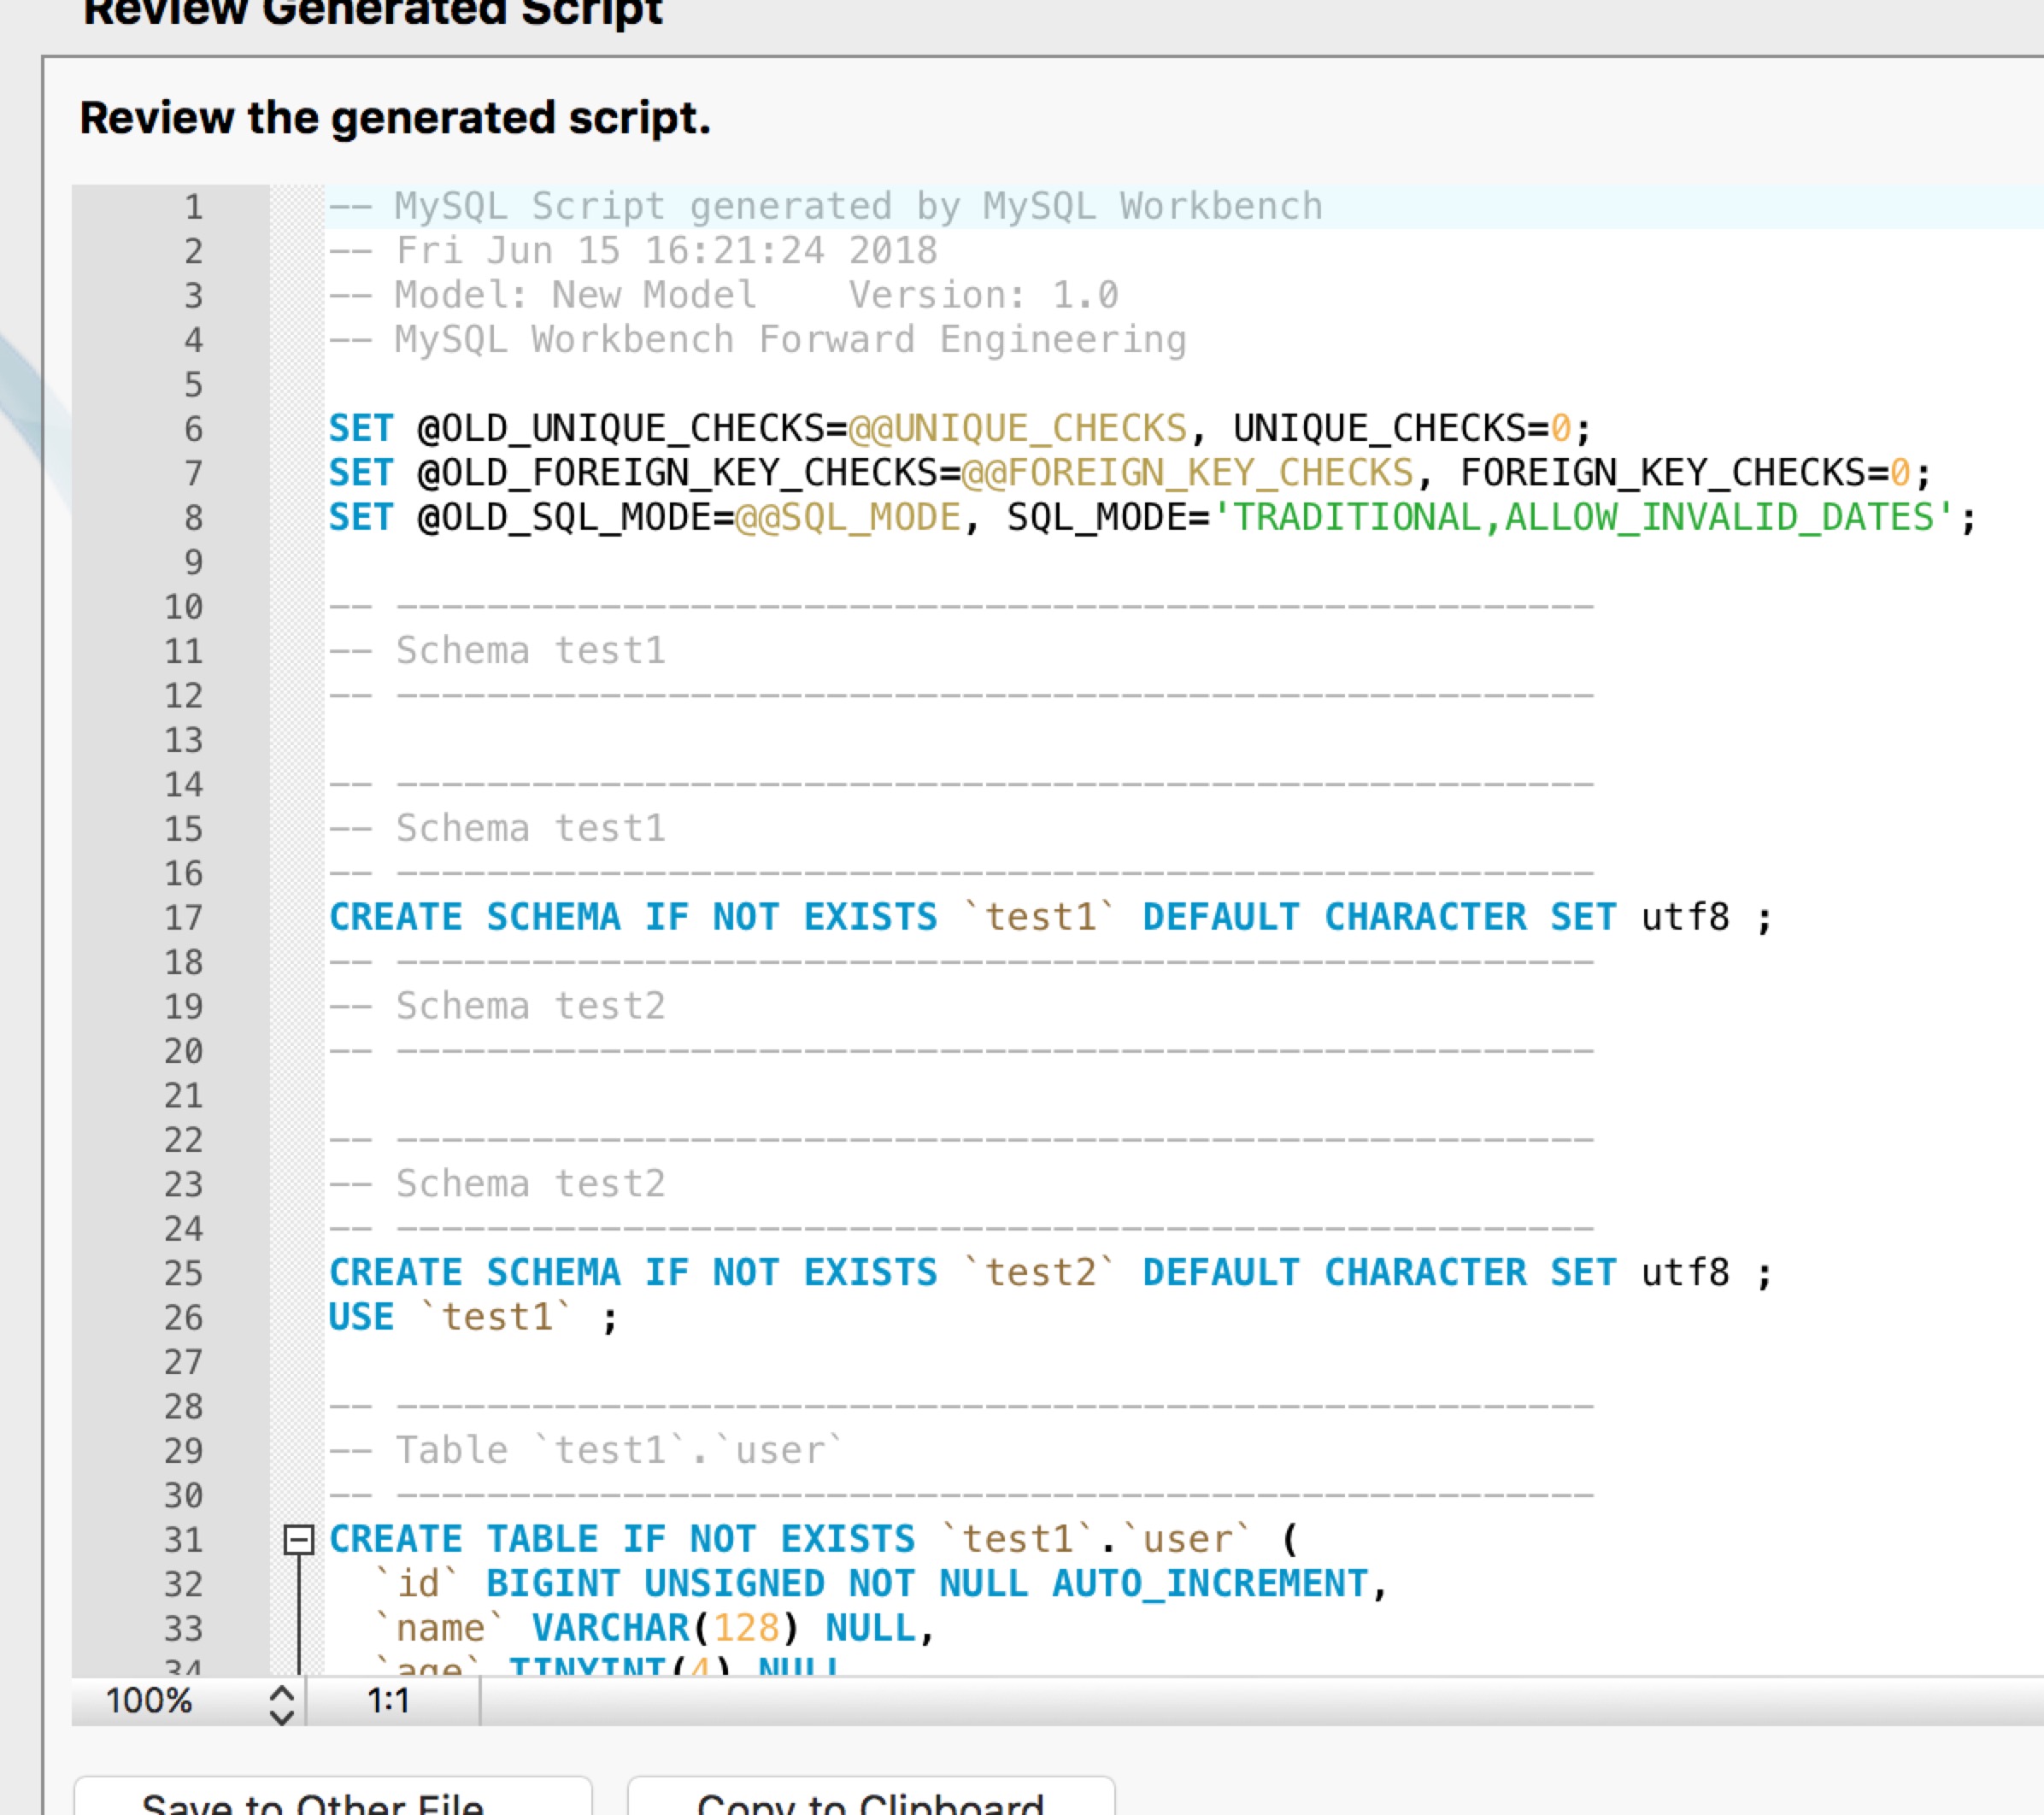 Review Generated Script
Review the generated script.
1 -- MySQL Script generated by MySQL Workbench
2 -- Fri Jun 15 16:21:24 2018
3 -- Model: New Model    Version: 1.0
4 -- MySQL Workbench Forward Engineering
5
6 SET @OLD_UNIQUE_CHECKS=@@UNIQUE_CHECKS, UNIQUE_CHECKS=0;
7 SET @OLD_FOREIGN_KEY_CHECKS=@@FOREIGN_KEY_CHECKS, FOREIGN_KEY_CHECKS=0;
8 SET @OLD_SQL_MODE=@@SQL_MODE, SQL_MODE='TRADITIONAL,ALLOW_INVALID_DATES';
9
10 -- -----------------------------------------------------
11 -- Schema test1
12 -- -----------------------------------------------------
13
14 -- -----------------------------------------------------
15 -- Schema test1
16 -- -----------------------------------------------------
17 CREATE SCHEMA IF NOT EXISTS `test1` DEFAULT CHARACTER SET utf8 ;
18 -- -----------------------------------------------------
19 -- Schema test2
20 -- -----------------------------------------------------
21
22 -- -----------------------------------------------------
23 -- Schema test2
24 -- -----------------------------------------------------
25 CREATE SCHEMA IF NOT EXISTS `test2` DEFAULT CHARACTER SET utf8 ;
26 USE `test1` ;
27
28 -- -----------------------------------------------------
29 -- Table `test1`.`user`
30 -- -----------------------------------------------------
31 CREATE TABLE IF NOT EXISTS `test1`.`user` (
32   `id` BIGINT UNSIGNED NOT NULL AUTO_INCREMENT,
33   `name` VARCHAR(128) NULL,
34   `age` TINYINT(4) NULL
100% 1:1
Save to Other File
Copy to Clipboard